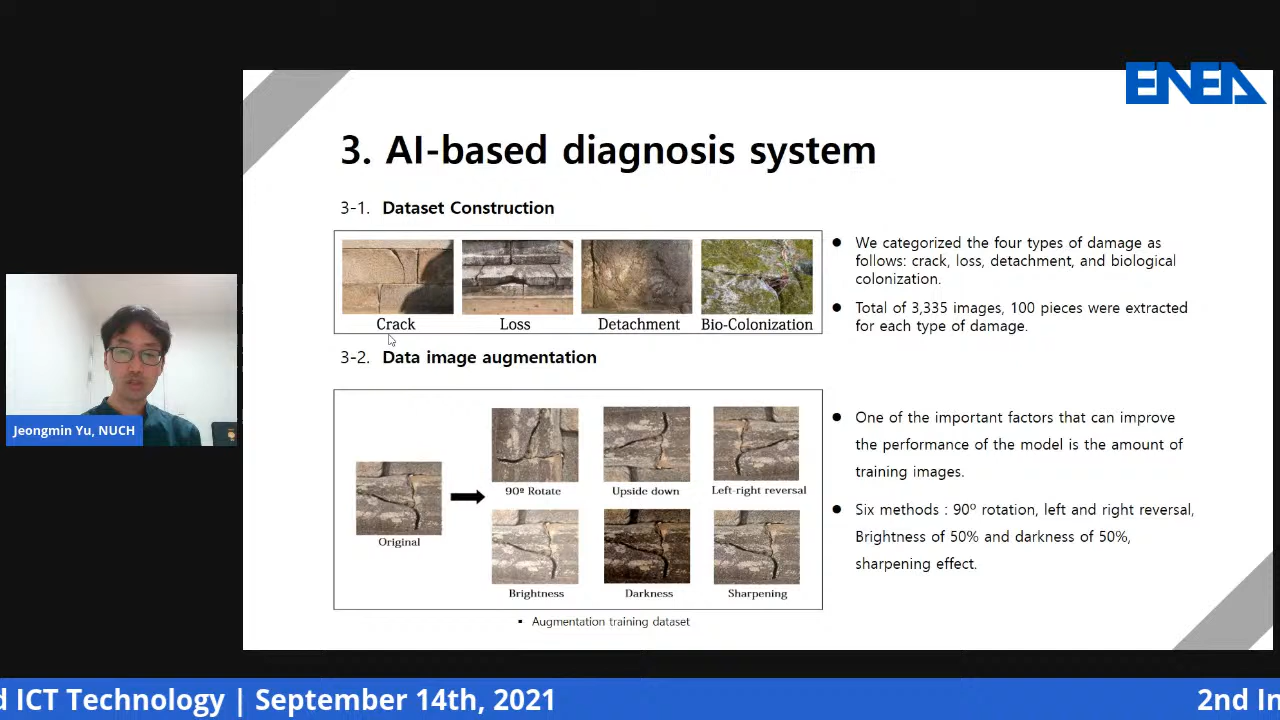 ENEA
3. AI-based diagnosis system
3-1. Dataset Construction
Crack
Loss
Detachment
Bio-Colonization
● We categorized the four types of damage as
follows: crack, loss, detachment, and biological
colonization.
● Total of 3,335 images, 100 pieces were extracted
for each type of damage.
3-2. Data image augmentation
Original
90º Rotate
Upside down
Left-right reversal
Brightness
Darkness
Sharpening
▪ Augmentation training dataset
● One of the important factors that can improve
the performance of the model is the amount of
training images.
● Six methods : 90º rotation, left and right reversal,
Brightness of 50% and darkness of 50%,
sharpening effect.
Jeongmin Yu, NUCH
d ICT Technology | September 14th, 2021
2nd In